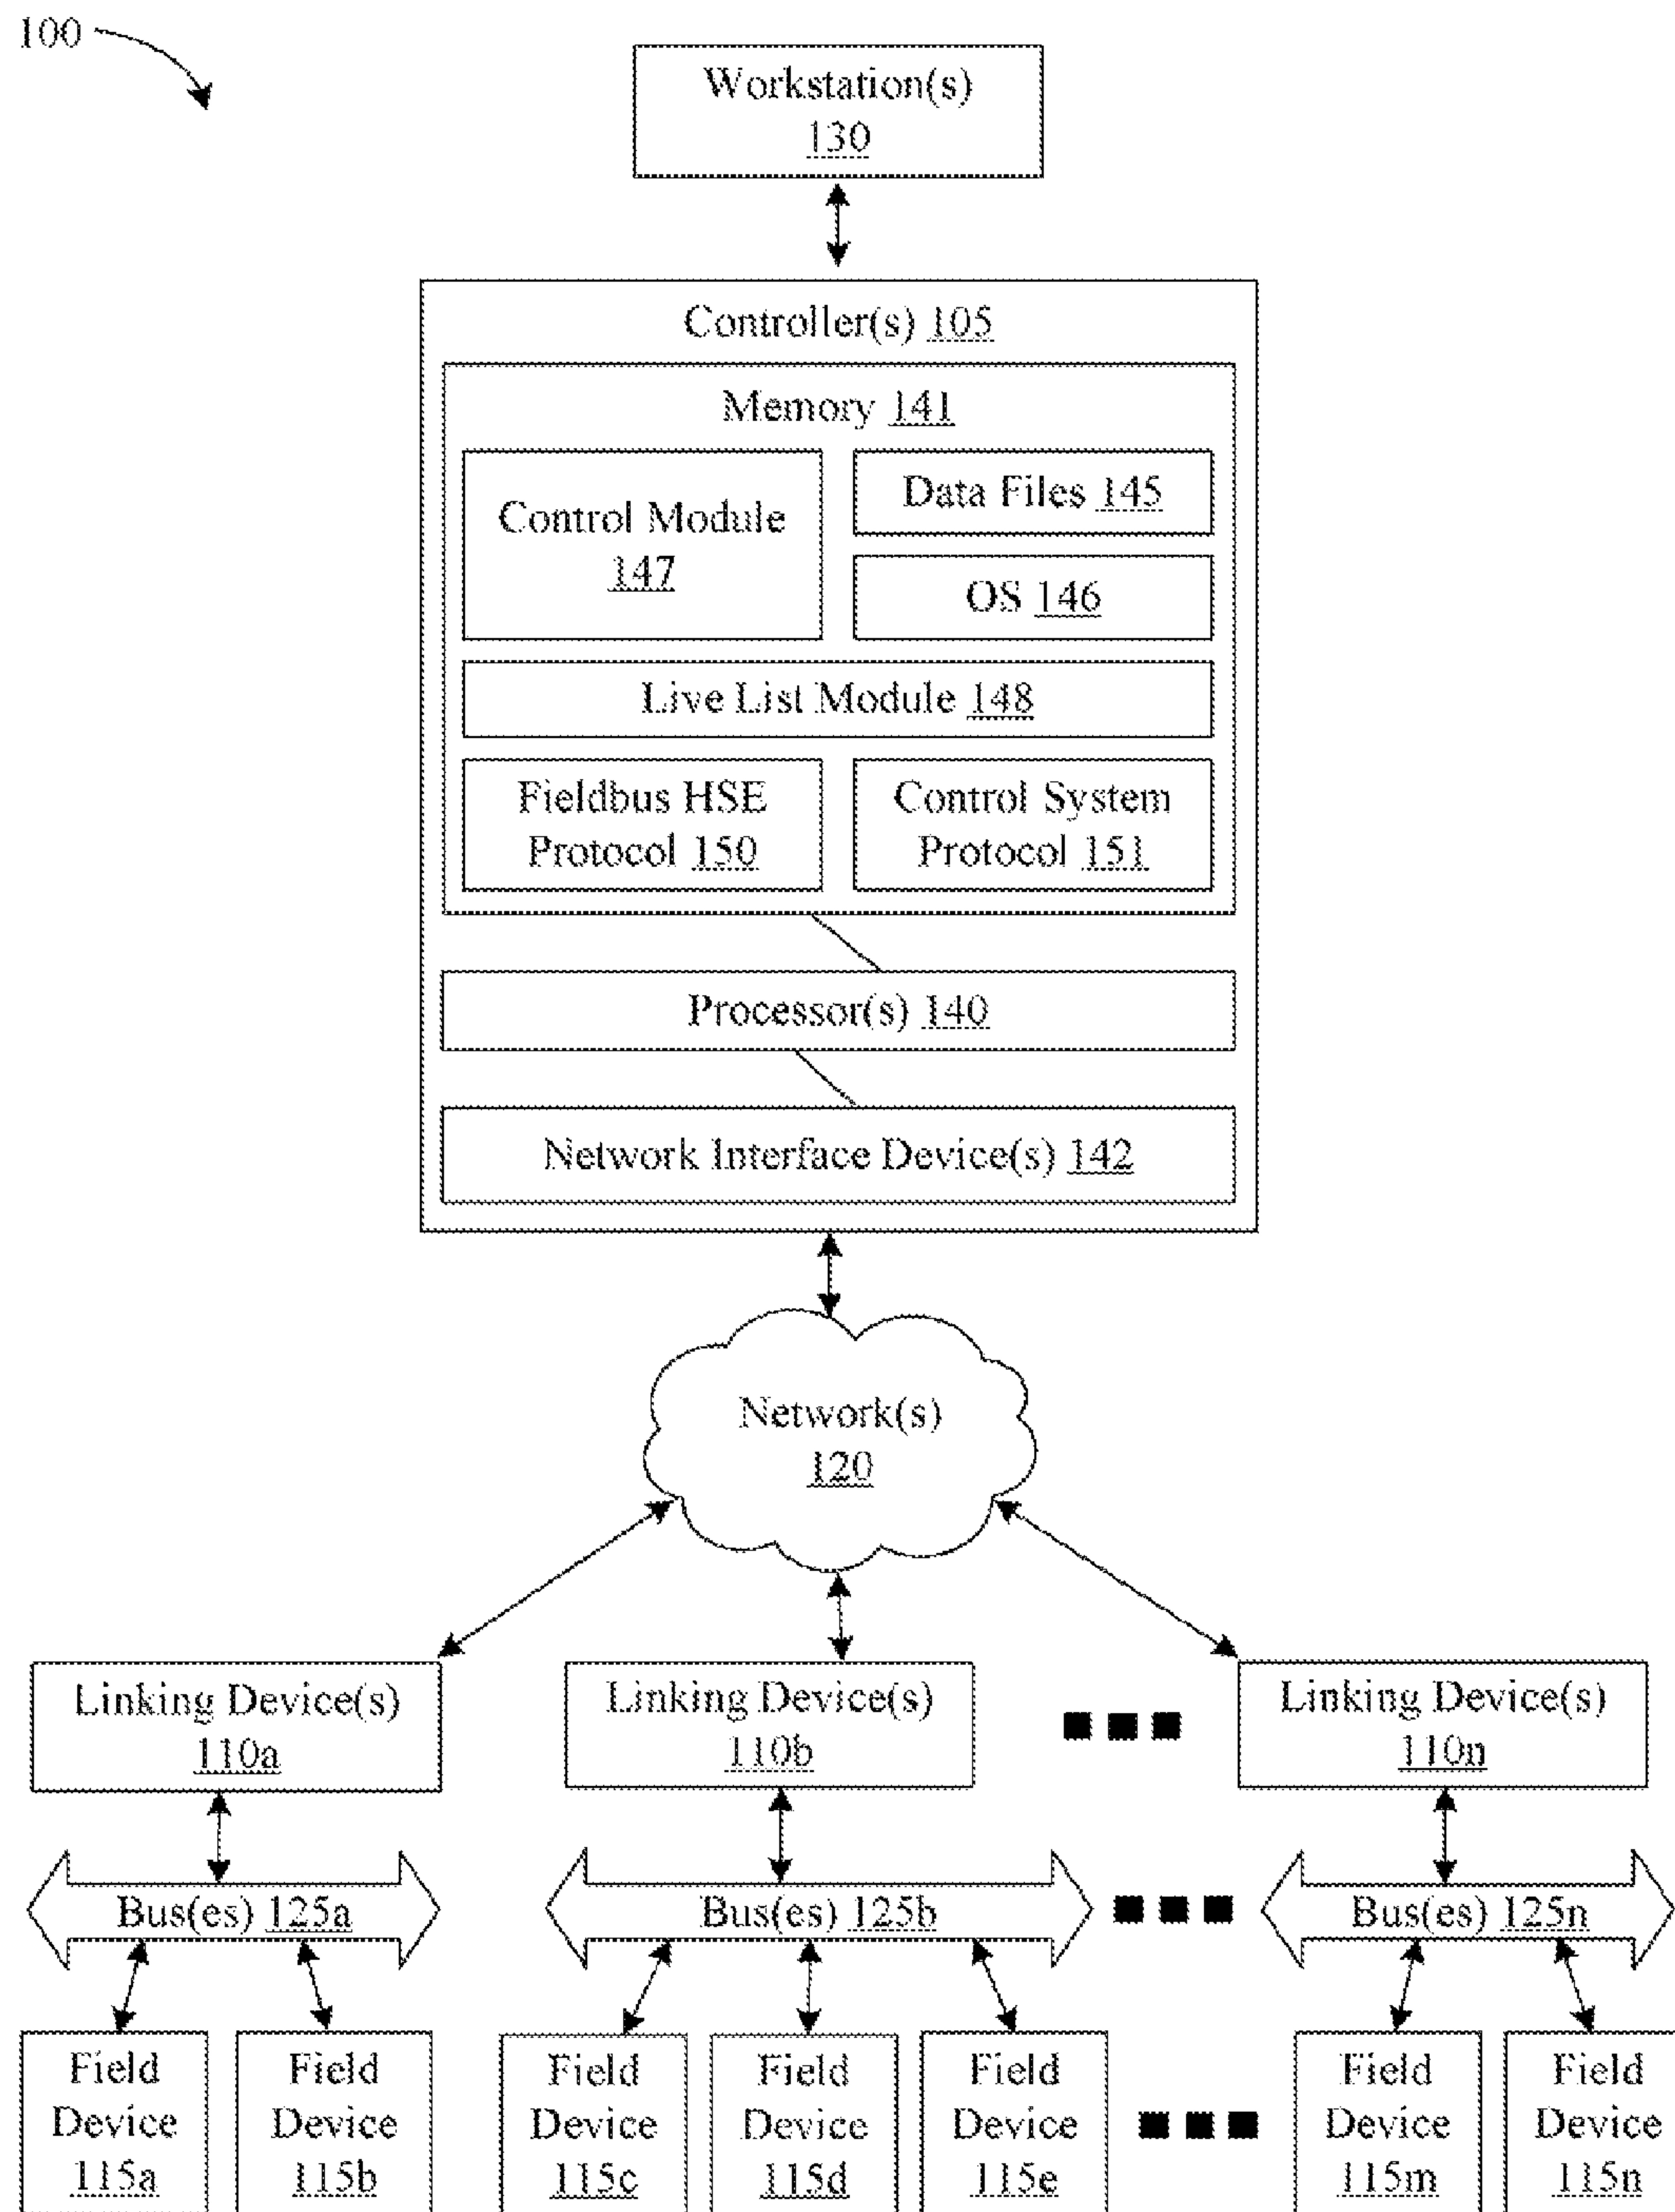 100
Workstation(s)
130
Controller(s) 105
Memory 141
Control Module
147
Data Files 145
OS 146
Live List Module 148
Fieldbus HSE
Protocol 150
Control System
Protocol 151
Processor(s) 140
Network Interface Device(s) 142
Network(s)
120
Linking Device(s)
110a
Linking Device(s)
110b
Linking Device(s)
110n
Bus(es) 125a
Bus(es) 125b
Bus(es) 125n
Field
Device
115a
Field
Device
115b
Field
Device
115c
Field
Device
115d
Field
Device
115e
Field
Device
115m
Field
Device
115n